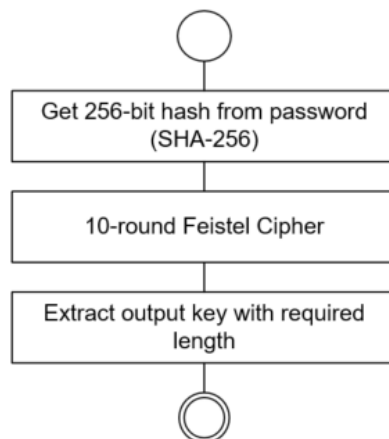 Get 256-bit hash from password
(SHA-256)
10-round Feistel Cipher
Extract output key with required
length